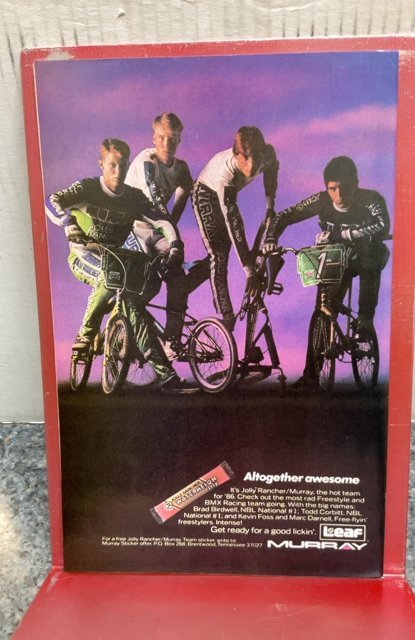 1
WATERMELON
Altogether awesome
It's Jolly Rancher/Murray, the hot team
for '86. Check out the most rad Freestyle and
BMX Racing team going. With the big names:
Brad Birdwell, NBL National #1; Todd Corbitt, NBL
National #1; and Kevin Foss and Marc Darnell, Free-flyin'
freestylers. Intense!
Get ready for a good lickin'.
Leaf
For a free Jolly Rancher/Murray Team sticker, write to:
Murray Sticker offer, P.O. Box 268, Brentwood, Tennessee 37027
MURRAY